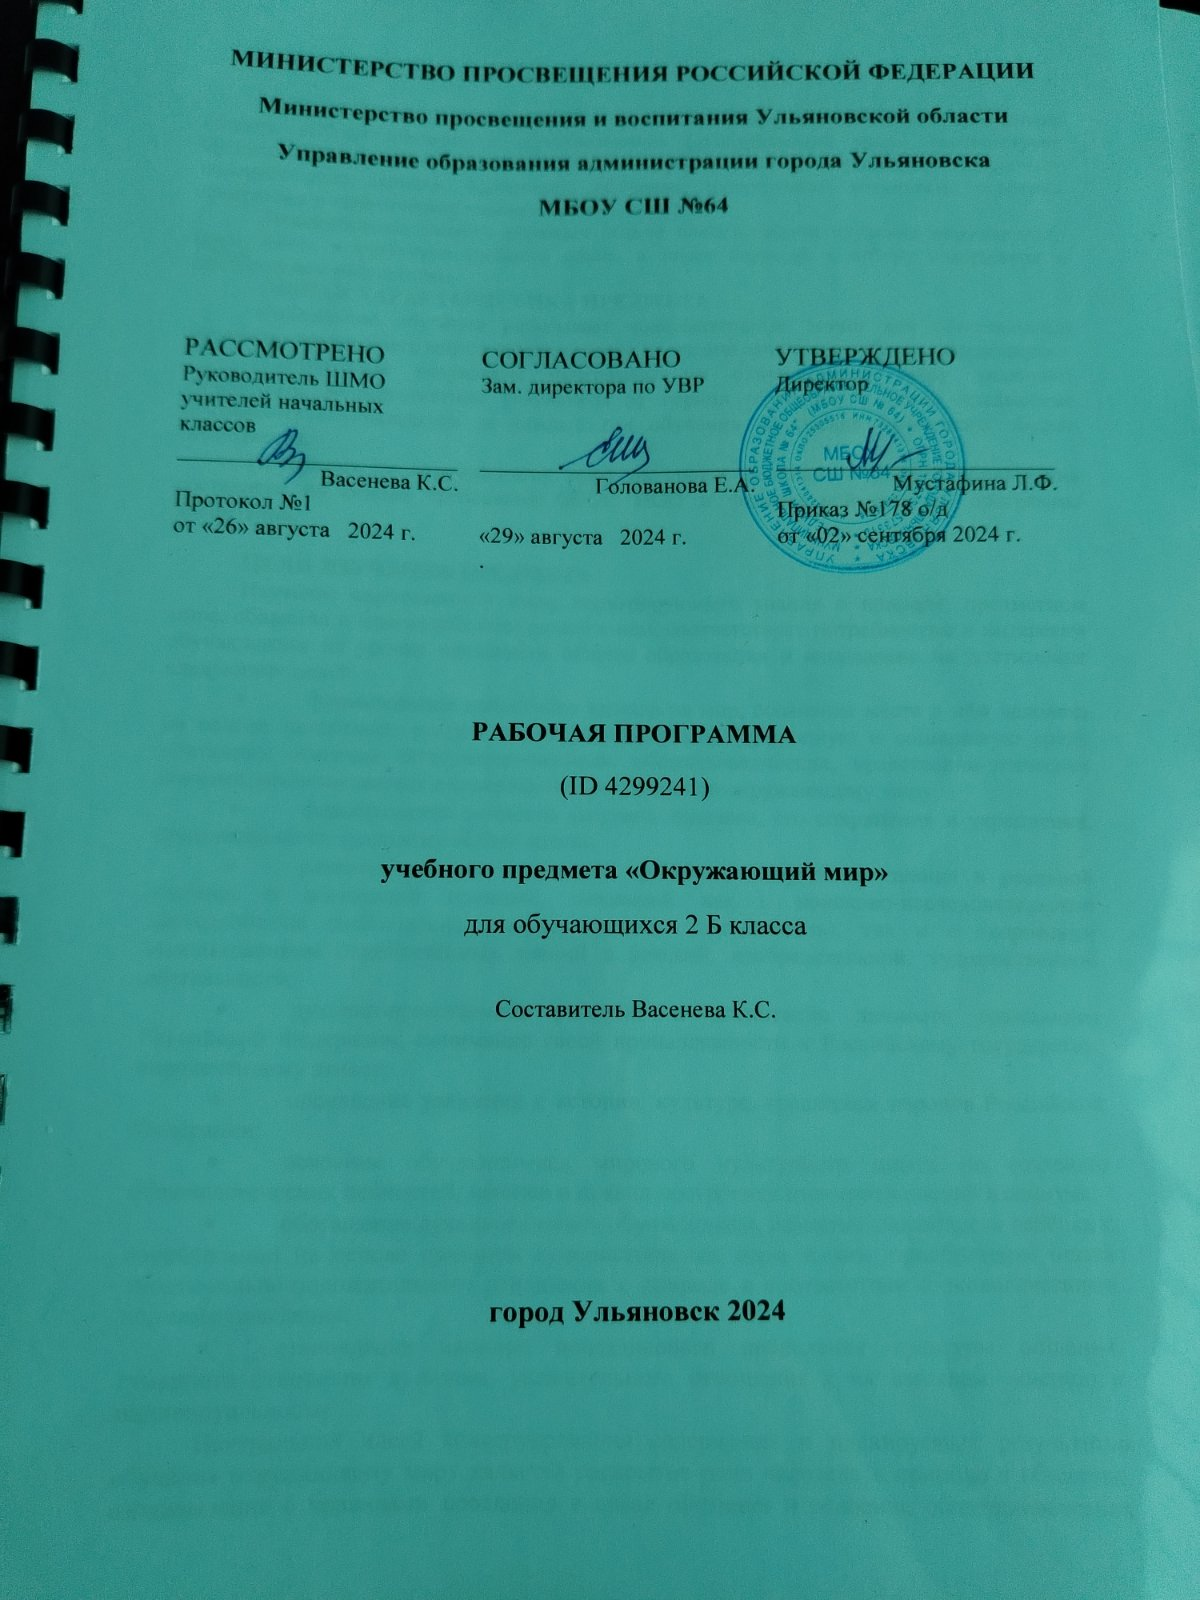 МИНИСТЕРСТВО ПРОСВЕЩЕНИЯ РОССИЙСКОЙ ФЕДЕРАЦИИ
Министерство просвещения и воспитания Ульяновской области
Управление образования администрации города Ульяновска
МБОУ СШ №64
РАССМОТРЕНО
Руководитель ШМО
учителей начальных
классов
Васенева К.С.
Протокол №1
от «26» августа 2024 г.
СОГЛАСОВАНО
Зам. директора по УВР
Голованова Е.А.
«29» августа 2024 г.
.
УТВЕРЖДЕНО
Директор
МБОУ
СШ №64
Мустафина Л.Ф.
Приказ №178 о/д
от «02» сентября 2024 г.
РАБОЧАЯ ПРОГРАММА
(ID 4299241)
учебного предмета «Окружающий мир»
для обучающихся 2 Б класса
Составитель Васенева К.С.
город Ульяновск 2024